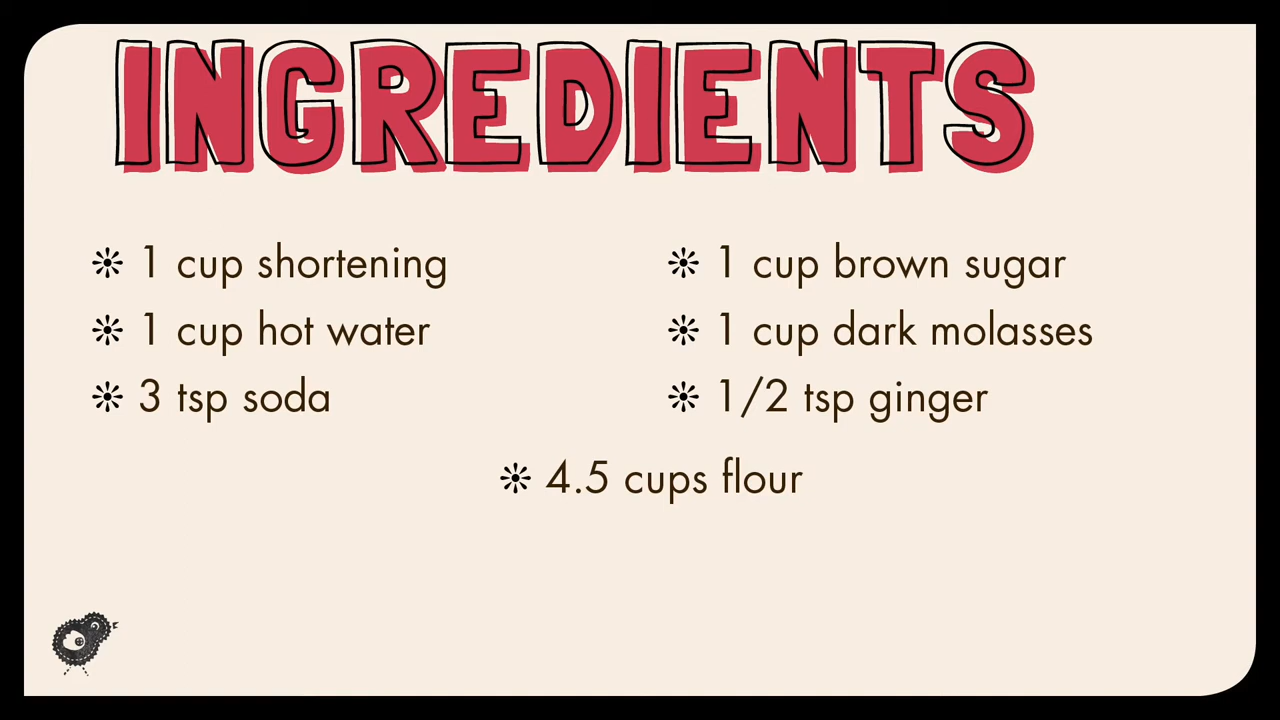 INGREDIENTS
❊ 1 cup shortening
❊ 1 cup hot water
❊ 3 tsp soda
❊ 1 cup brown sugar
❊ 1 cup dark molasses
❊ 1/2 tsp ginger
❊ 4.5 cups flour